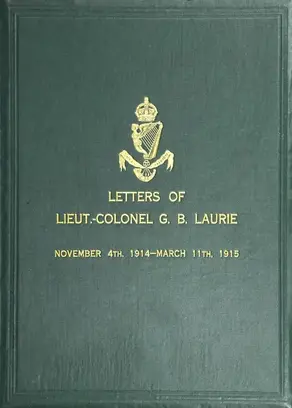 LETTERS OF
LIEUT.-COLONEL G. B. LAURIE
NOVEMBER 4TH. 1914—MARCH 11TH. 1915